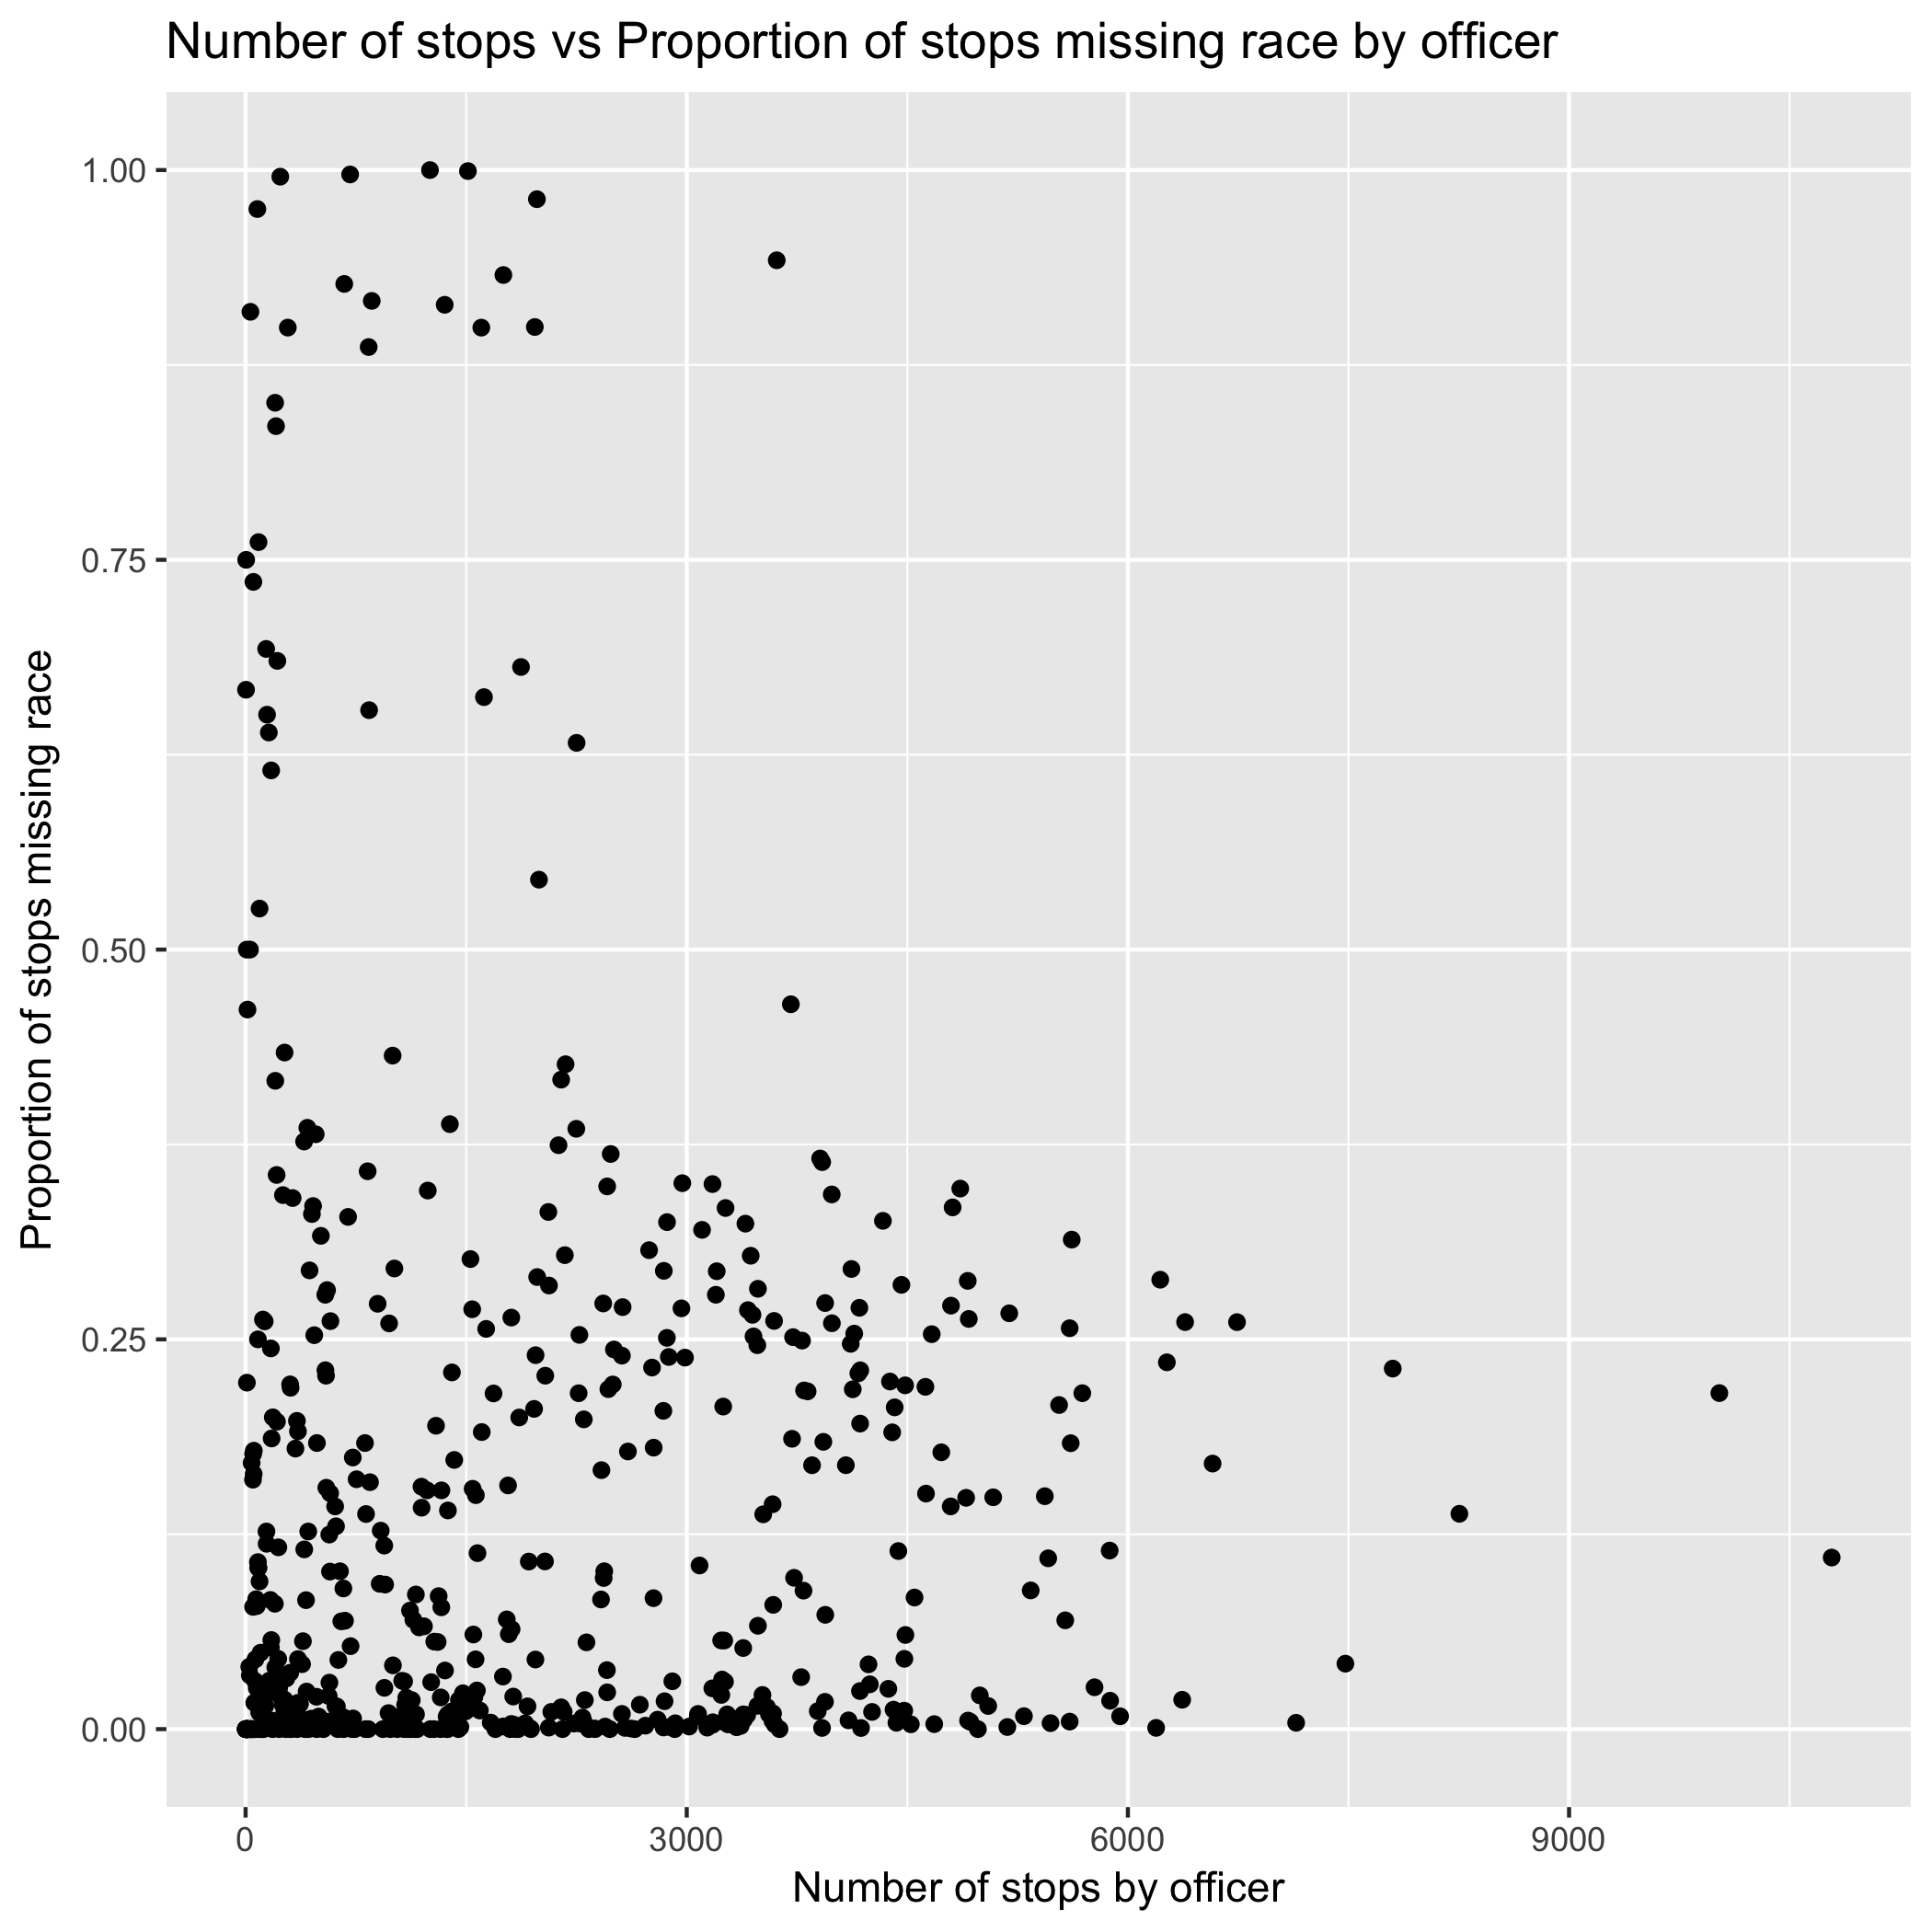 Number of stops vs Proportion of stops missing race by officer
1.00
0.75
0.50
0.25
0.00
Proportion of stops missing race
0 3000 6000 9000
Number of stops by officer